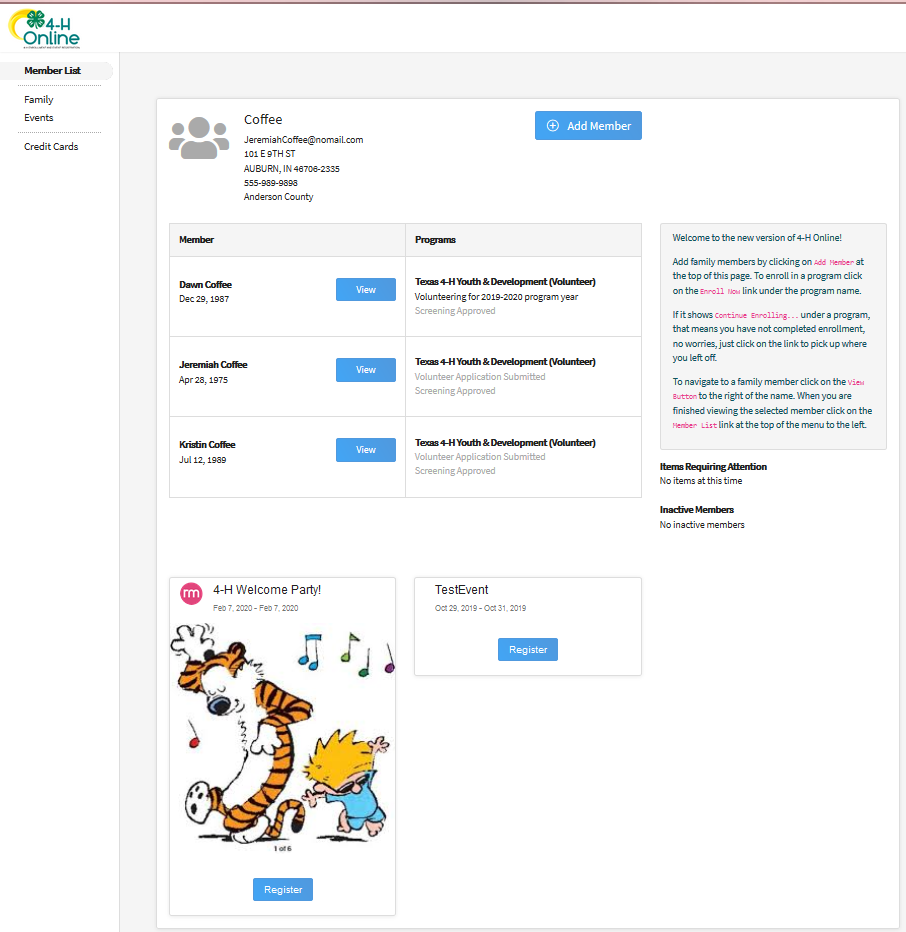 4-H
Online
Member List
Family
Events
Credit Cards
Coffee
JeremiahCoffee@nomail.com
101 E 9TH ST
AUBURN, IN 46706-2335
555-989-9898
Anderson County
Add Member
Member
Programs
Dawn Coffee
Dec 29, 1987
View
Texas 4-H Youth & Development (Volunteer)
Volunteering for 2019-2020 program year
Screening Approved
Jeremiah Coffee
Apr 28, 1975
View
Texas 4-H Youth & Development (Volunteer)
Volunteer Application Submitted
Screening Approved
Kristin Coffee
Jul 12, 1989
View
Texas 4-H Youth & Development (Volunteer)
Volunteer Application Submitted
Screening Approved
Welcome to the new version of 4-H Online!
Add family members by clicking on Add Member at
the top of this page. To enroll in a program click
on the Enroll Now link under the program name.
If it shows Continue Enrolling... under a program,
that means you have not completed enrollment,
no worries, just click on the link to pick up where
you left off.
To navigate to a family member click on the View
Button to the right of the name. When you are
finished viewing the selected member click on the
Member List link at the top of the menu to the left.
Items Requiring Attention
No items at this time
Inactive Members
No inactive members
rm
4-H Welcome Party!
Feb 7, 2020 - Feb 7, 2020
1 of 6
Register
TestEvent
Oct 29, 2019 - Oct 31, 2019
Register